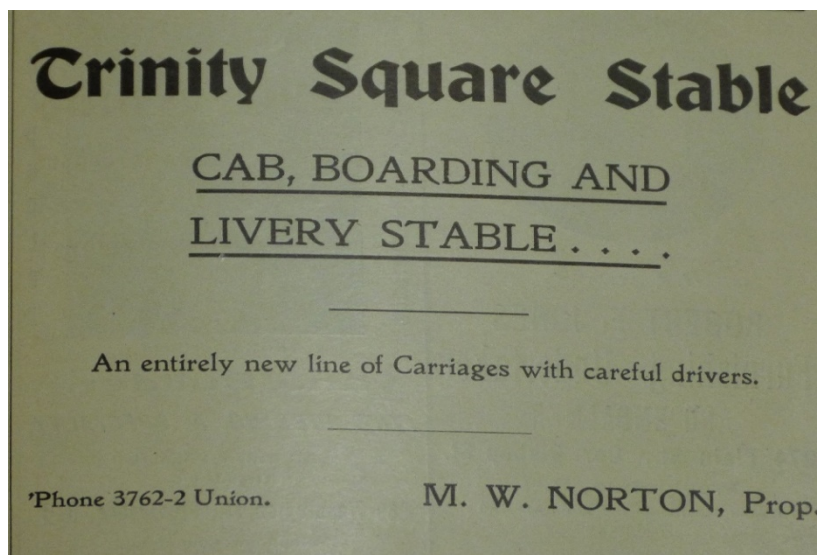 Trinity Square Stable
CAB, BOARDING AND
LIVERY STABLE . . . .
An entirely new line of Carriages with careful drivers.
'Phone 3762-2 Union. M. W. NORTON, Prop.